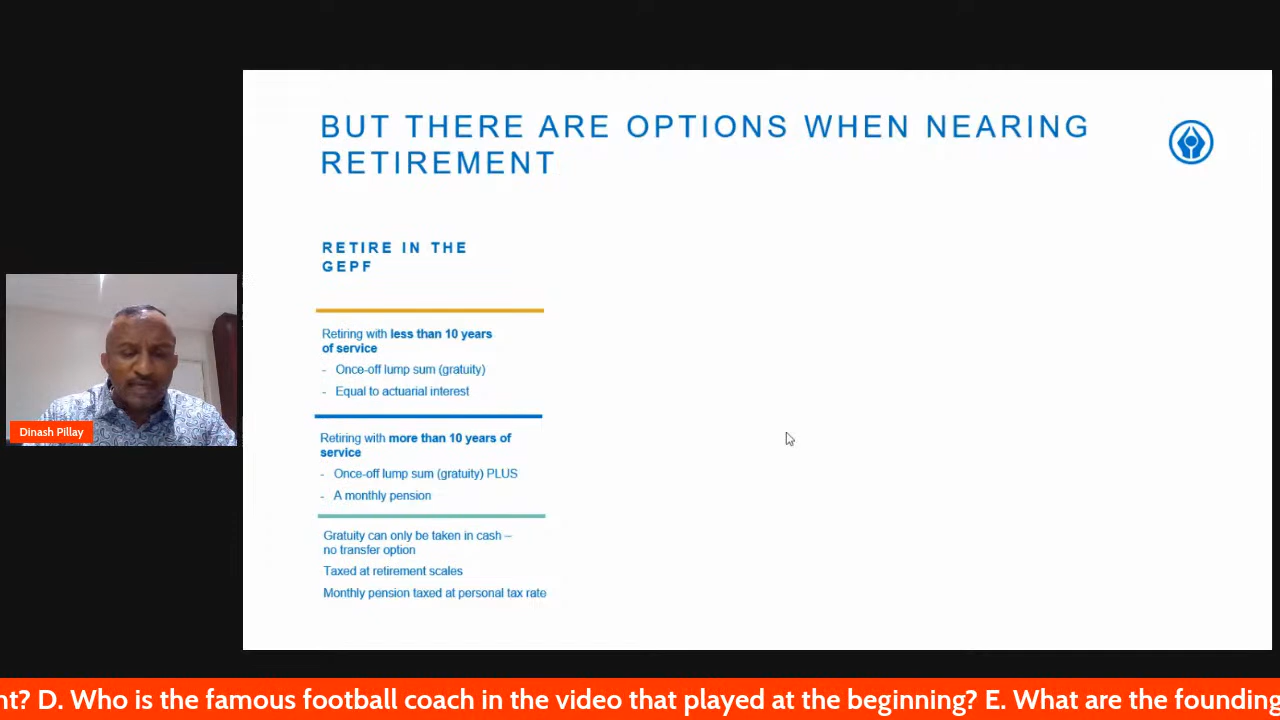 BUT THERE ARE OPTIONS WHEN NEARING
RETIREMENT
RETIRE IN THE
GEPF
Retiring with less than 10 years
of service
- Once-off lump sum (gratuity)
- Equal to actuarial interest
Retiring with more than 10 years of
service
- Once-off lump sum (gratuity) PLUS
- A monthly pension
Gratuity can only be taken in cash –
no transfer option
Taxed at retirement scales
Monthly pension taxed at personal tax rate
Dinash Pillay
nt? D. Who is the famous football coach in the video that played at the beginning? E. What are the founding